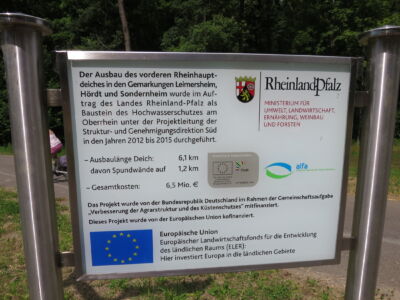 Der Ausbau des vorderen Rheinhaupt-
deiches in den Gemarkungen Leimersheim,
Hördt und Sondernheim wurde im Auf-
trag des Landes Rheinland-Pfalz als
Baustein des Hochwasserschutzes am
Oberrhein unter der Projektleitung der
Struktur- und Genehmigungsdirektion Süd
in den Jahren 2012 bis 2015 durchgeführt.
– Ausbaulänge Deich: 6,1 km
davon Spundwände auf 1,2 km
– Gesamtkosten: 6,5 Mio. €
RheinlandPfalz
MINISTERIUM FÜR
UMWELT, LANDWIRTSCHAFT,
ERNÄHRUNG, WEINBAU
UND FORSTEN
alfa
Das Projekt wurde von der Bundesrepublik Deutschland im Rahmen der Gemeinschaftsaufgabe
„Verbesserung der Agrarstruktur und des Küstenschutzes" mitfinanziert.
Dieses Projekt wurde von der Europäischen Union kofinanziert.
Europäische Union
Europäischer Landwirtschaftsfonds für die Entwicklung
des ländlichen Raums (ELER):
Hier investiert Europa in die ländlichen Gebiete